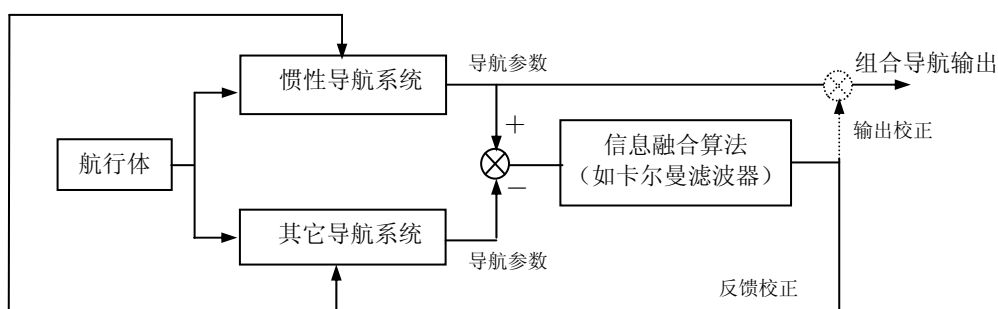 导航参数
组合导航输出
惯性导航系统
+
输出校正
信息融合算法
（如卡尔曼滤波器）
航行体
−
其它导航系统
导航参数
反馈校正